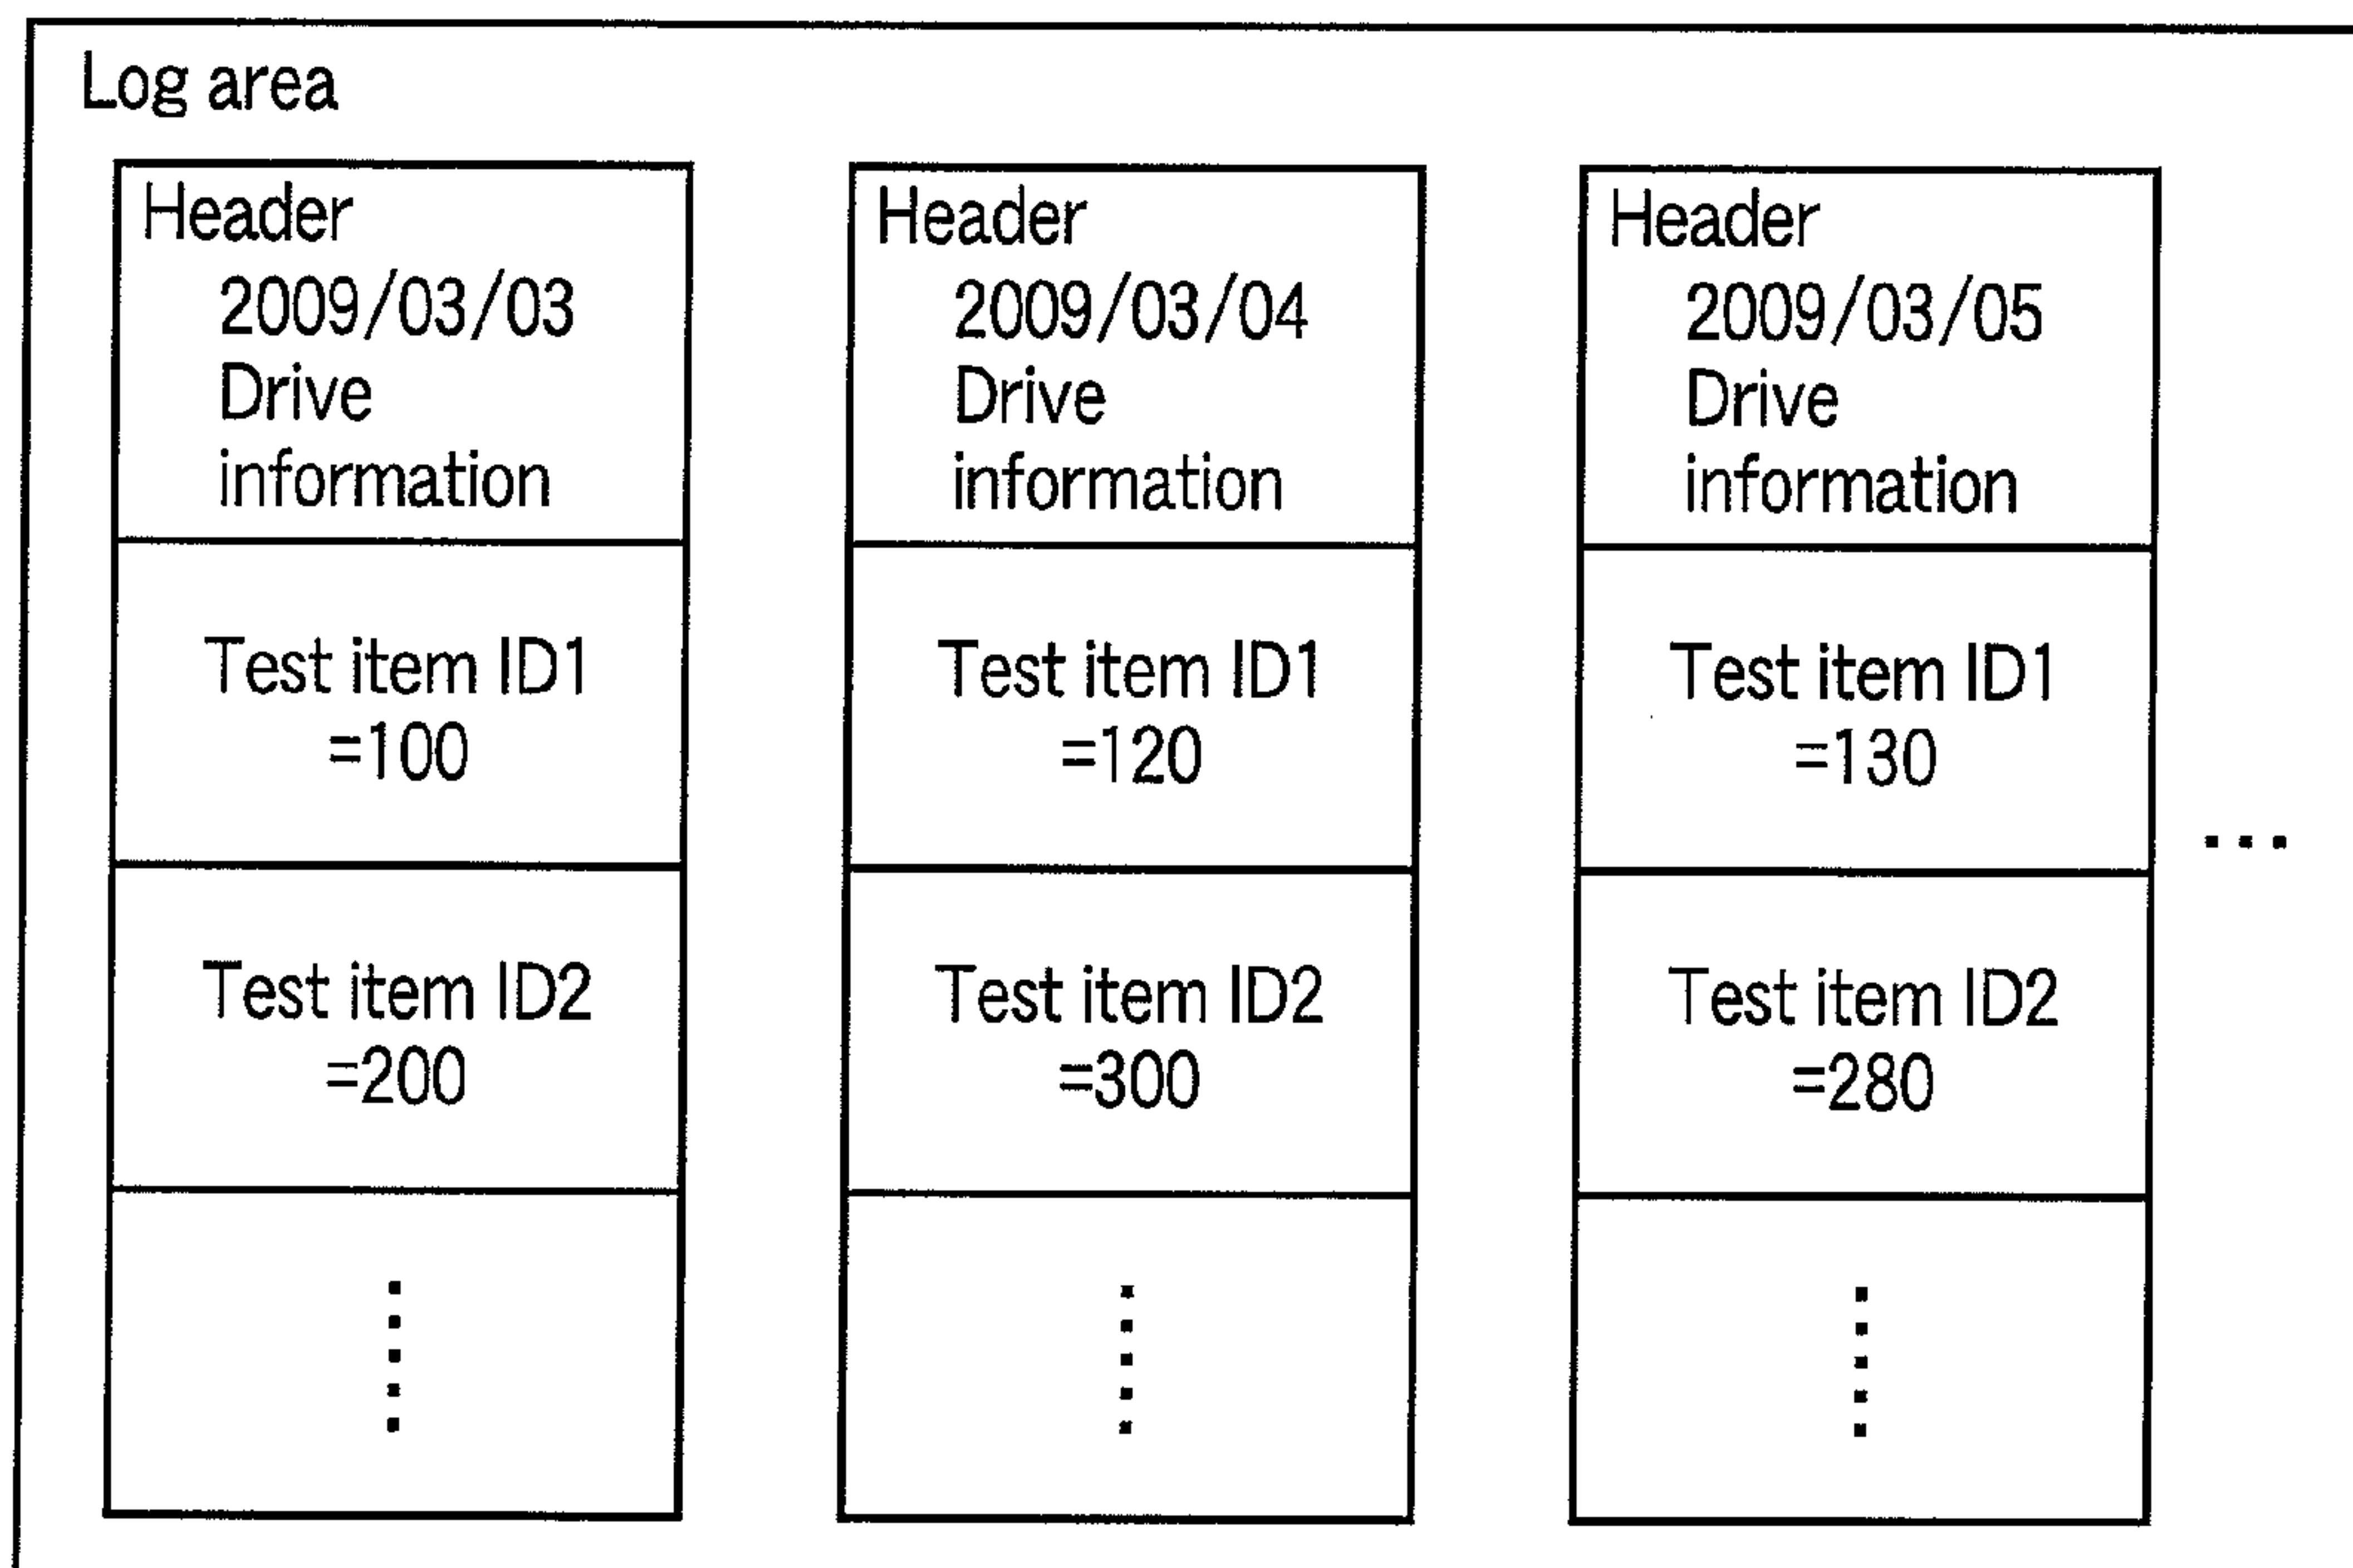 Log area
Header
2009/03/03
Drive
information
Test item ID1
=100
Test item ID2
=200
Header
2009/03/04
Drive
information
Test item ID1
=120
Test item ID2
=300
Header
2009/03/05
Drive
information
Test item ID1
=130
Test item ID2
=280
...